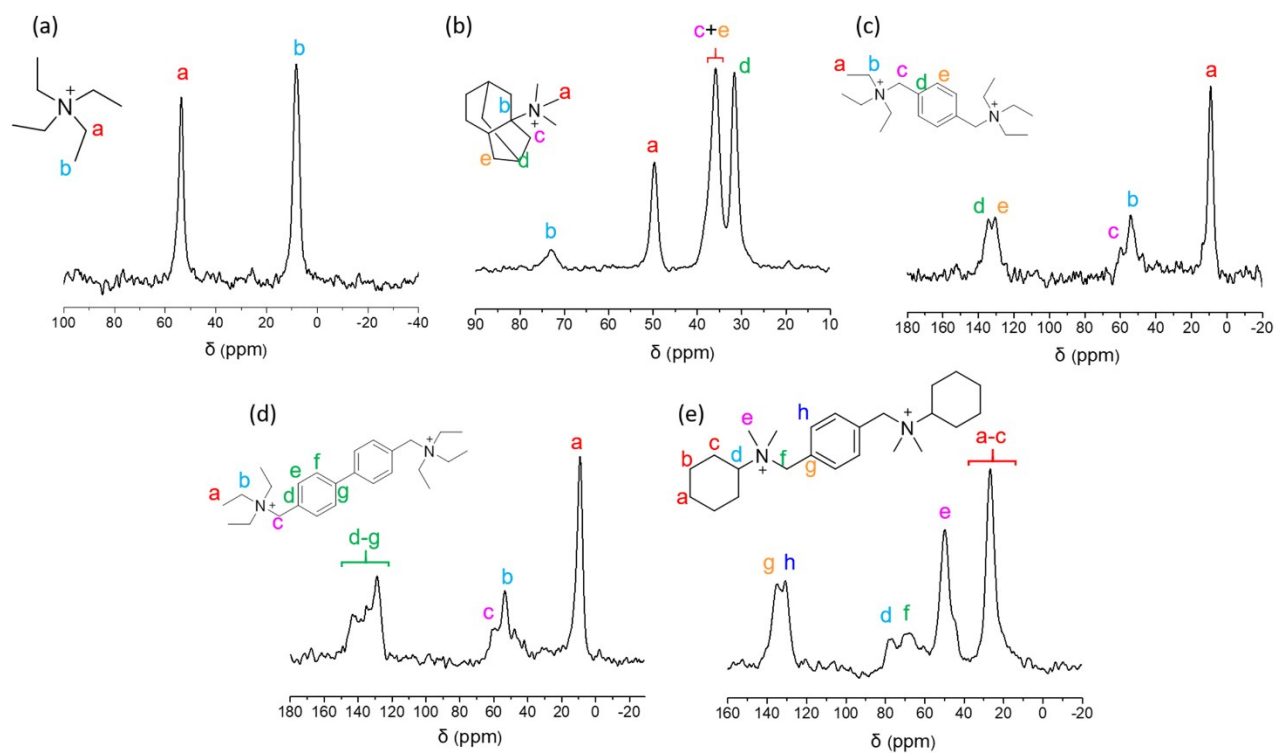 (a)
a
b
N
+
a
b
100 80 60 40 20 0 -20 -40
δ (ppm)
(b)
c+e
d
a
b
b
N
+
a
c
e
d
90 80 70 60 50 40 30 20 10
δ (ppm)
(c)
a
b
c
d
e
N
+
N
+
a
d
e
c
b
180 160 140 120 100 80 60 40 20 0 -20
δ (ppm)
(d)
a
b
N
+
c
d
e
f
g
N
+
d-g
c
b
a
180 160 140 120 100 80 60 40 20 0 -20
δ (ppm)
(e)
e
h
N
+
b
c
d
a
N
+
f
g
a-c
e
g
h
d
f
160 140 120 100 80 60 40 20 0 -20
δ (ppm)